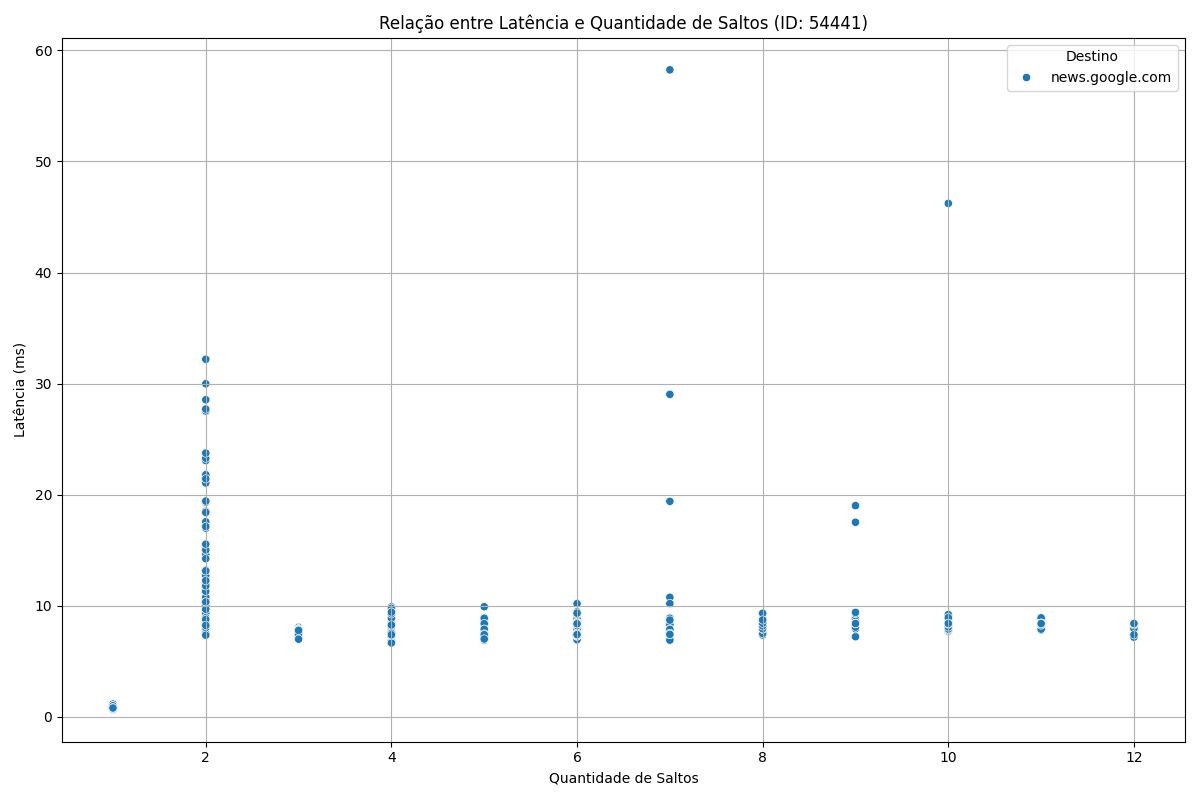 Relação entre Latência e Quantidade de Saltos (ID: 54441)
Destino
news.google.com
60
50
40
30
20
10
0
Latência (ms)
2 4 6 8 10 12
Quantidade de Saltos